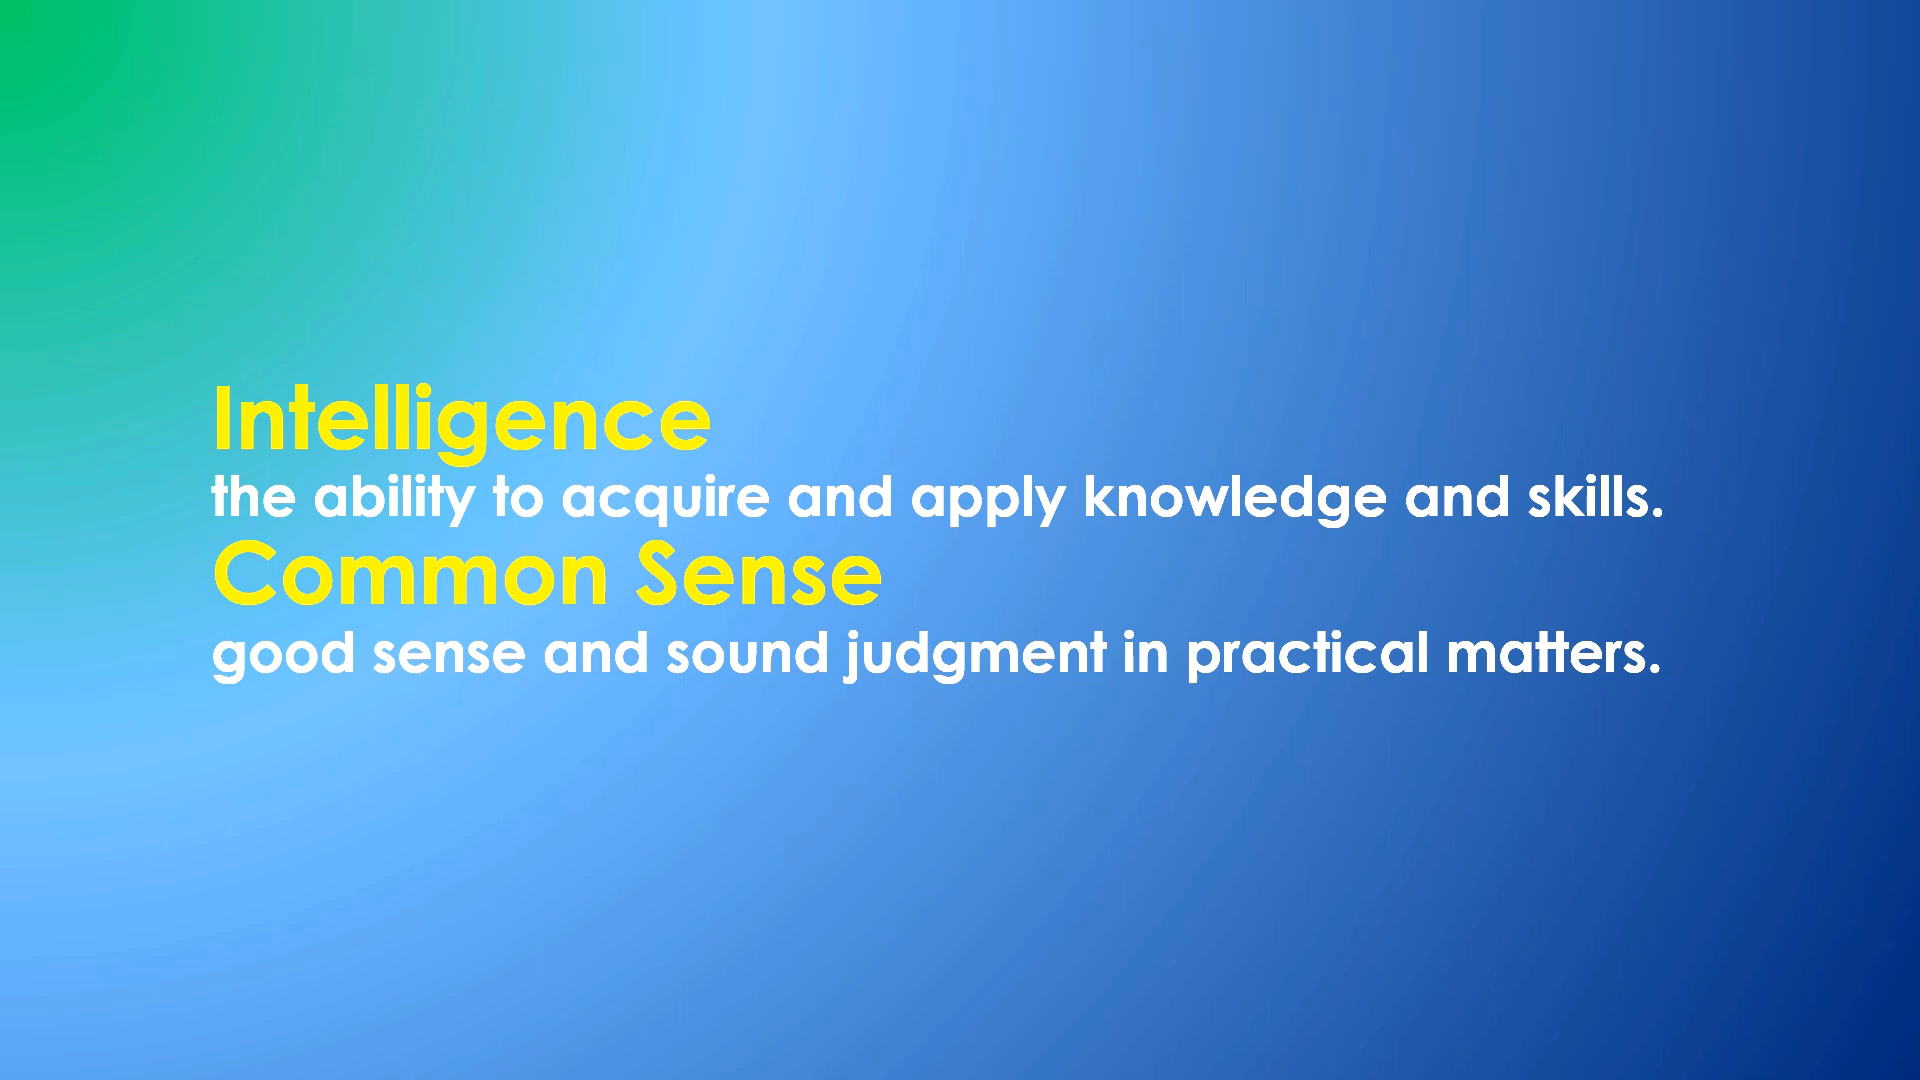 Intelligence
the ability to acquire and apply knowledge and skills.
Common Sense
good sense and sound judgment in practical matters.